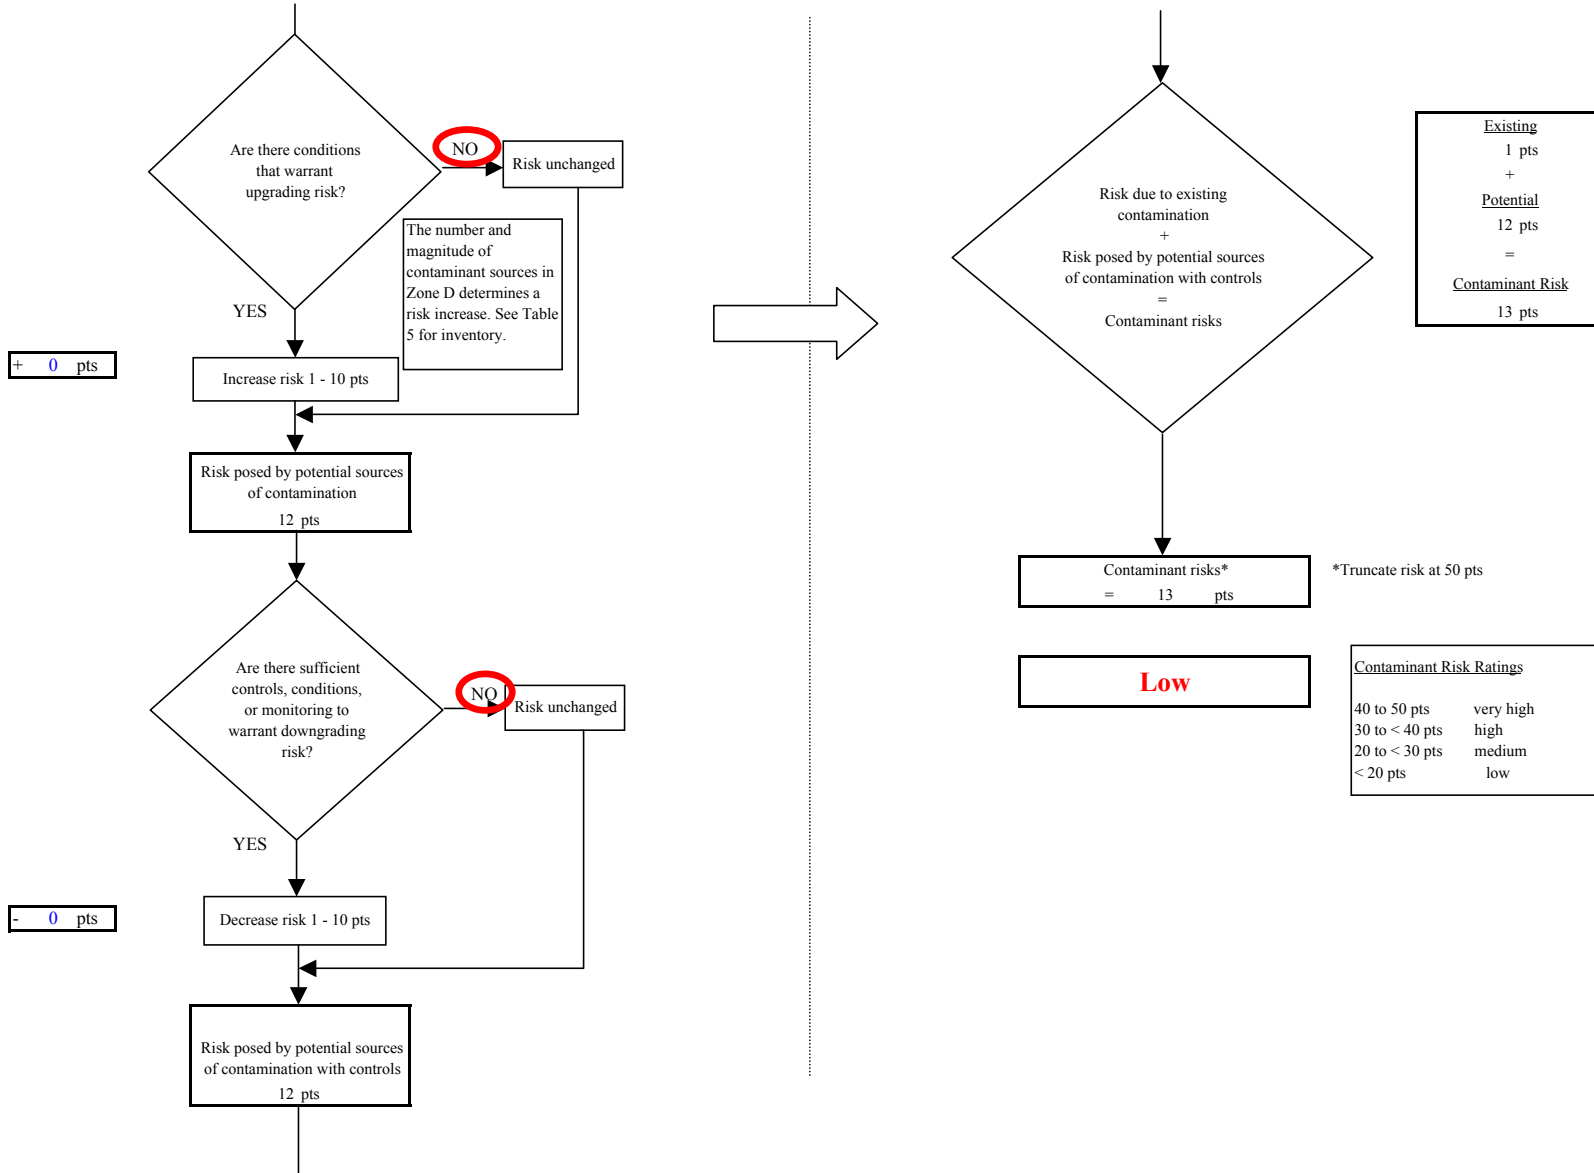 Are there conditions
that warrant
upgrading risk?
NO
Risk unchanged
The number and
magnitude of
contaminant sources in
Zone D determines a
risk increase. See Table
5 for inventory.
YES
+ 0 pts
Increase risk 1 - 10 pts
Risk posed by potential sources
of contamination
12 pts
Are there sufficient
controls, conditions,
or monitoring to
warrant downgrading
risk?
NO
Risk unchanged
YES
- 0 pts
Decrease risk 1 - 10 pts
Risk posed by potential sources
of contamination with controls
12 pts
Risk due to existing
contamination
+
Risk posed by potential sources
of contamination with controls
=
Contaminant risks
Existing
1 pts
+
Potential
12 pts
=
Contaminant Risk
13 pts
Contaminant risks*
= 13 pts
*Truncate risk at 50 pts
Low
Contaminant Risk Ratings
40 to 50 pts very high
30 to < 40 pts high
20 to < 30 pts medium
< 20 pts low